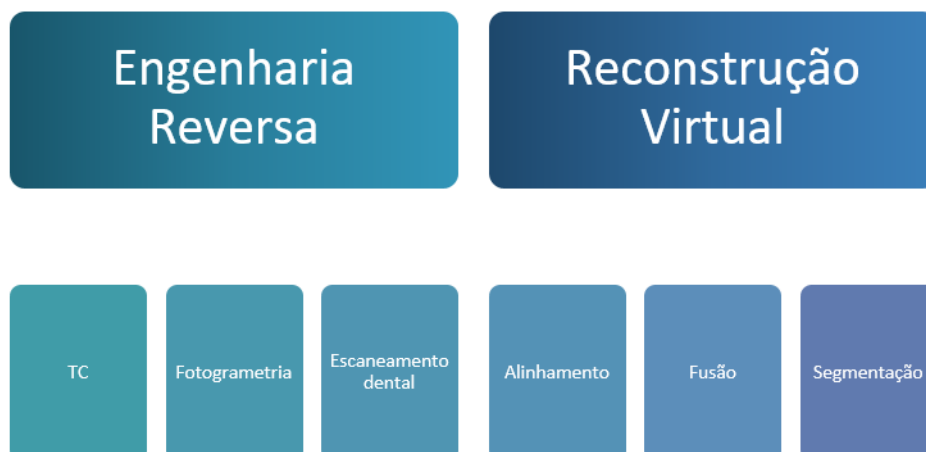 Engenharia
Reversa
Reconstrução
Virtual
TC
Fotogrametria
Escaneamento
dental
Alinhamento
Fusão
Segmentação